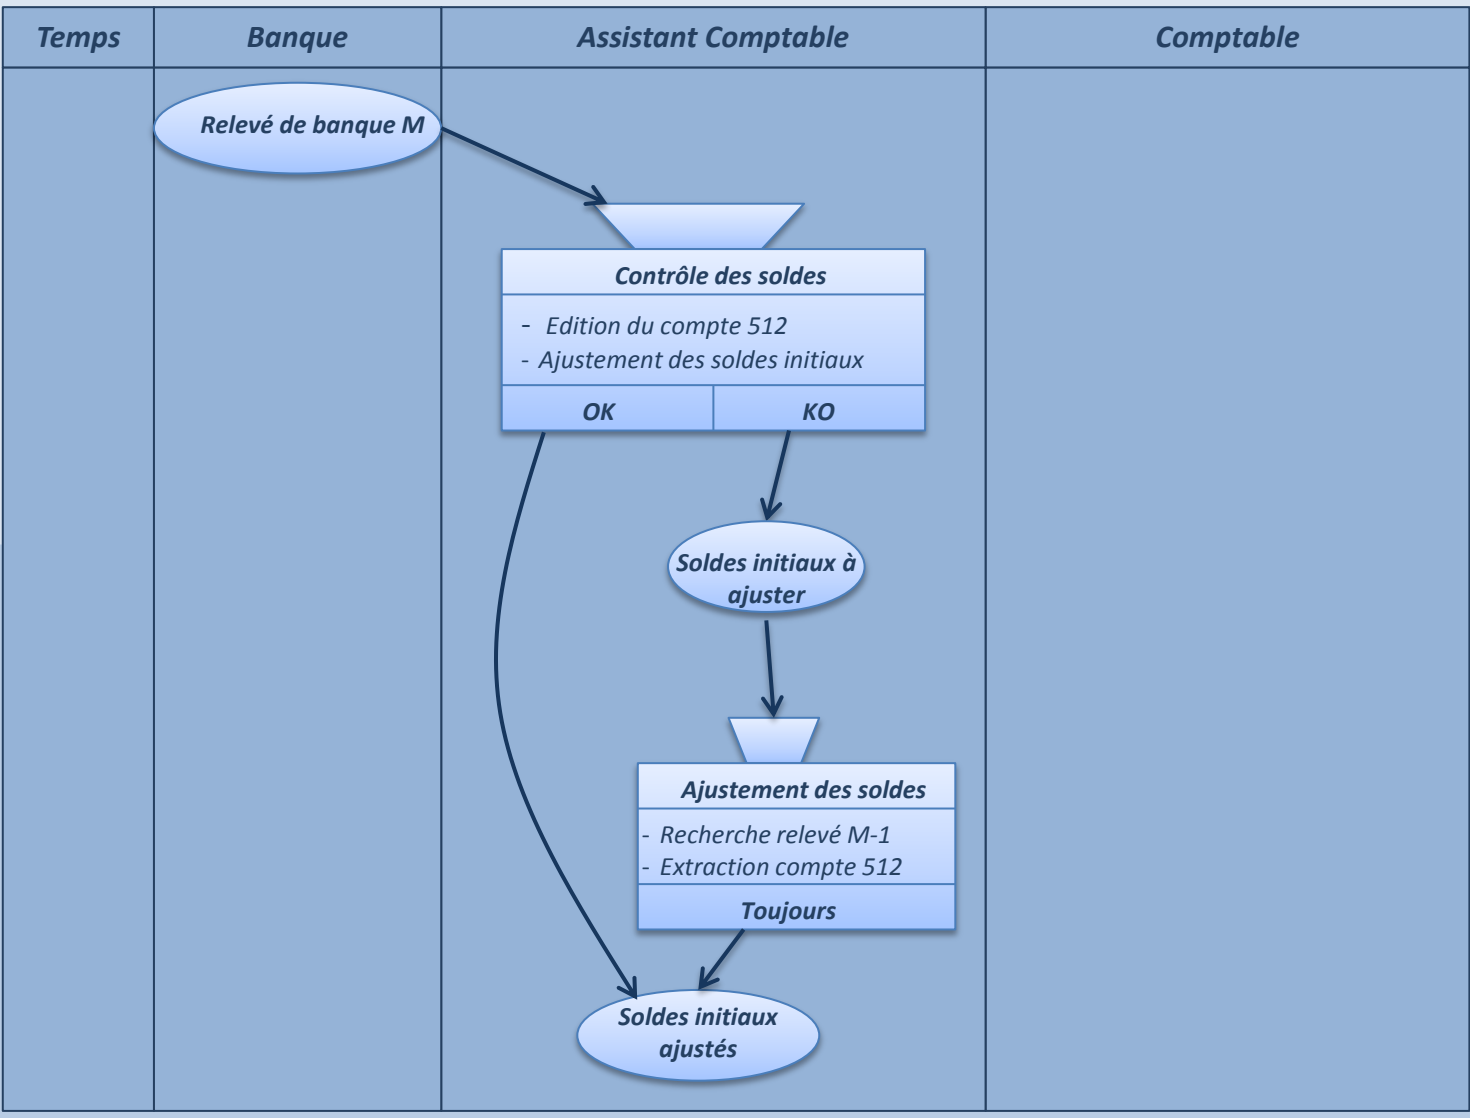 Temps
Banque
Assistant Comptable
Comptable
Relevé de banque M
Contrôle des soldes
- Edition du compte 512
- Ajustement des soldes initiaux
OK
KO
Soldes initiaux à
ajuster
Ajustement des soldes
- Recherche relevé M-1
- Extraction compte 512
Toujours
Soldes initiaux
ajustés